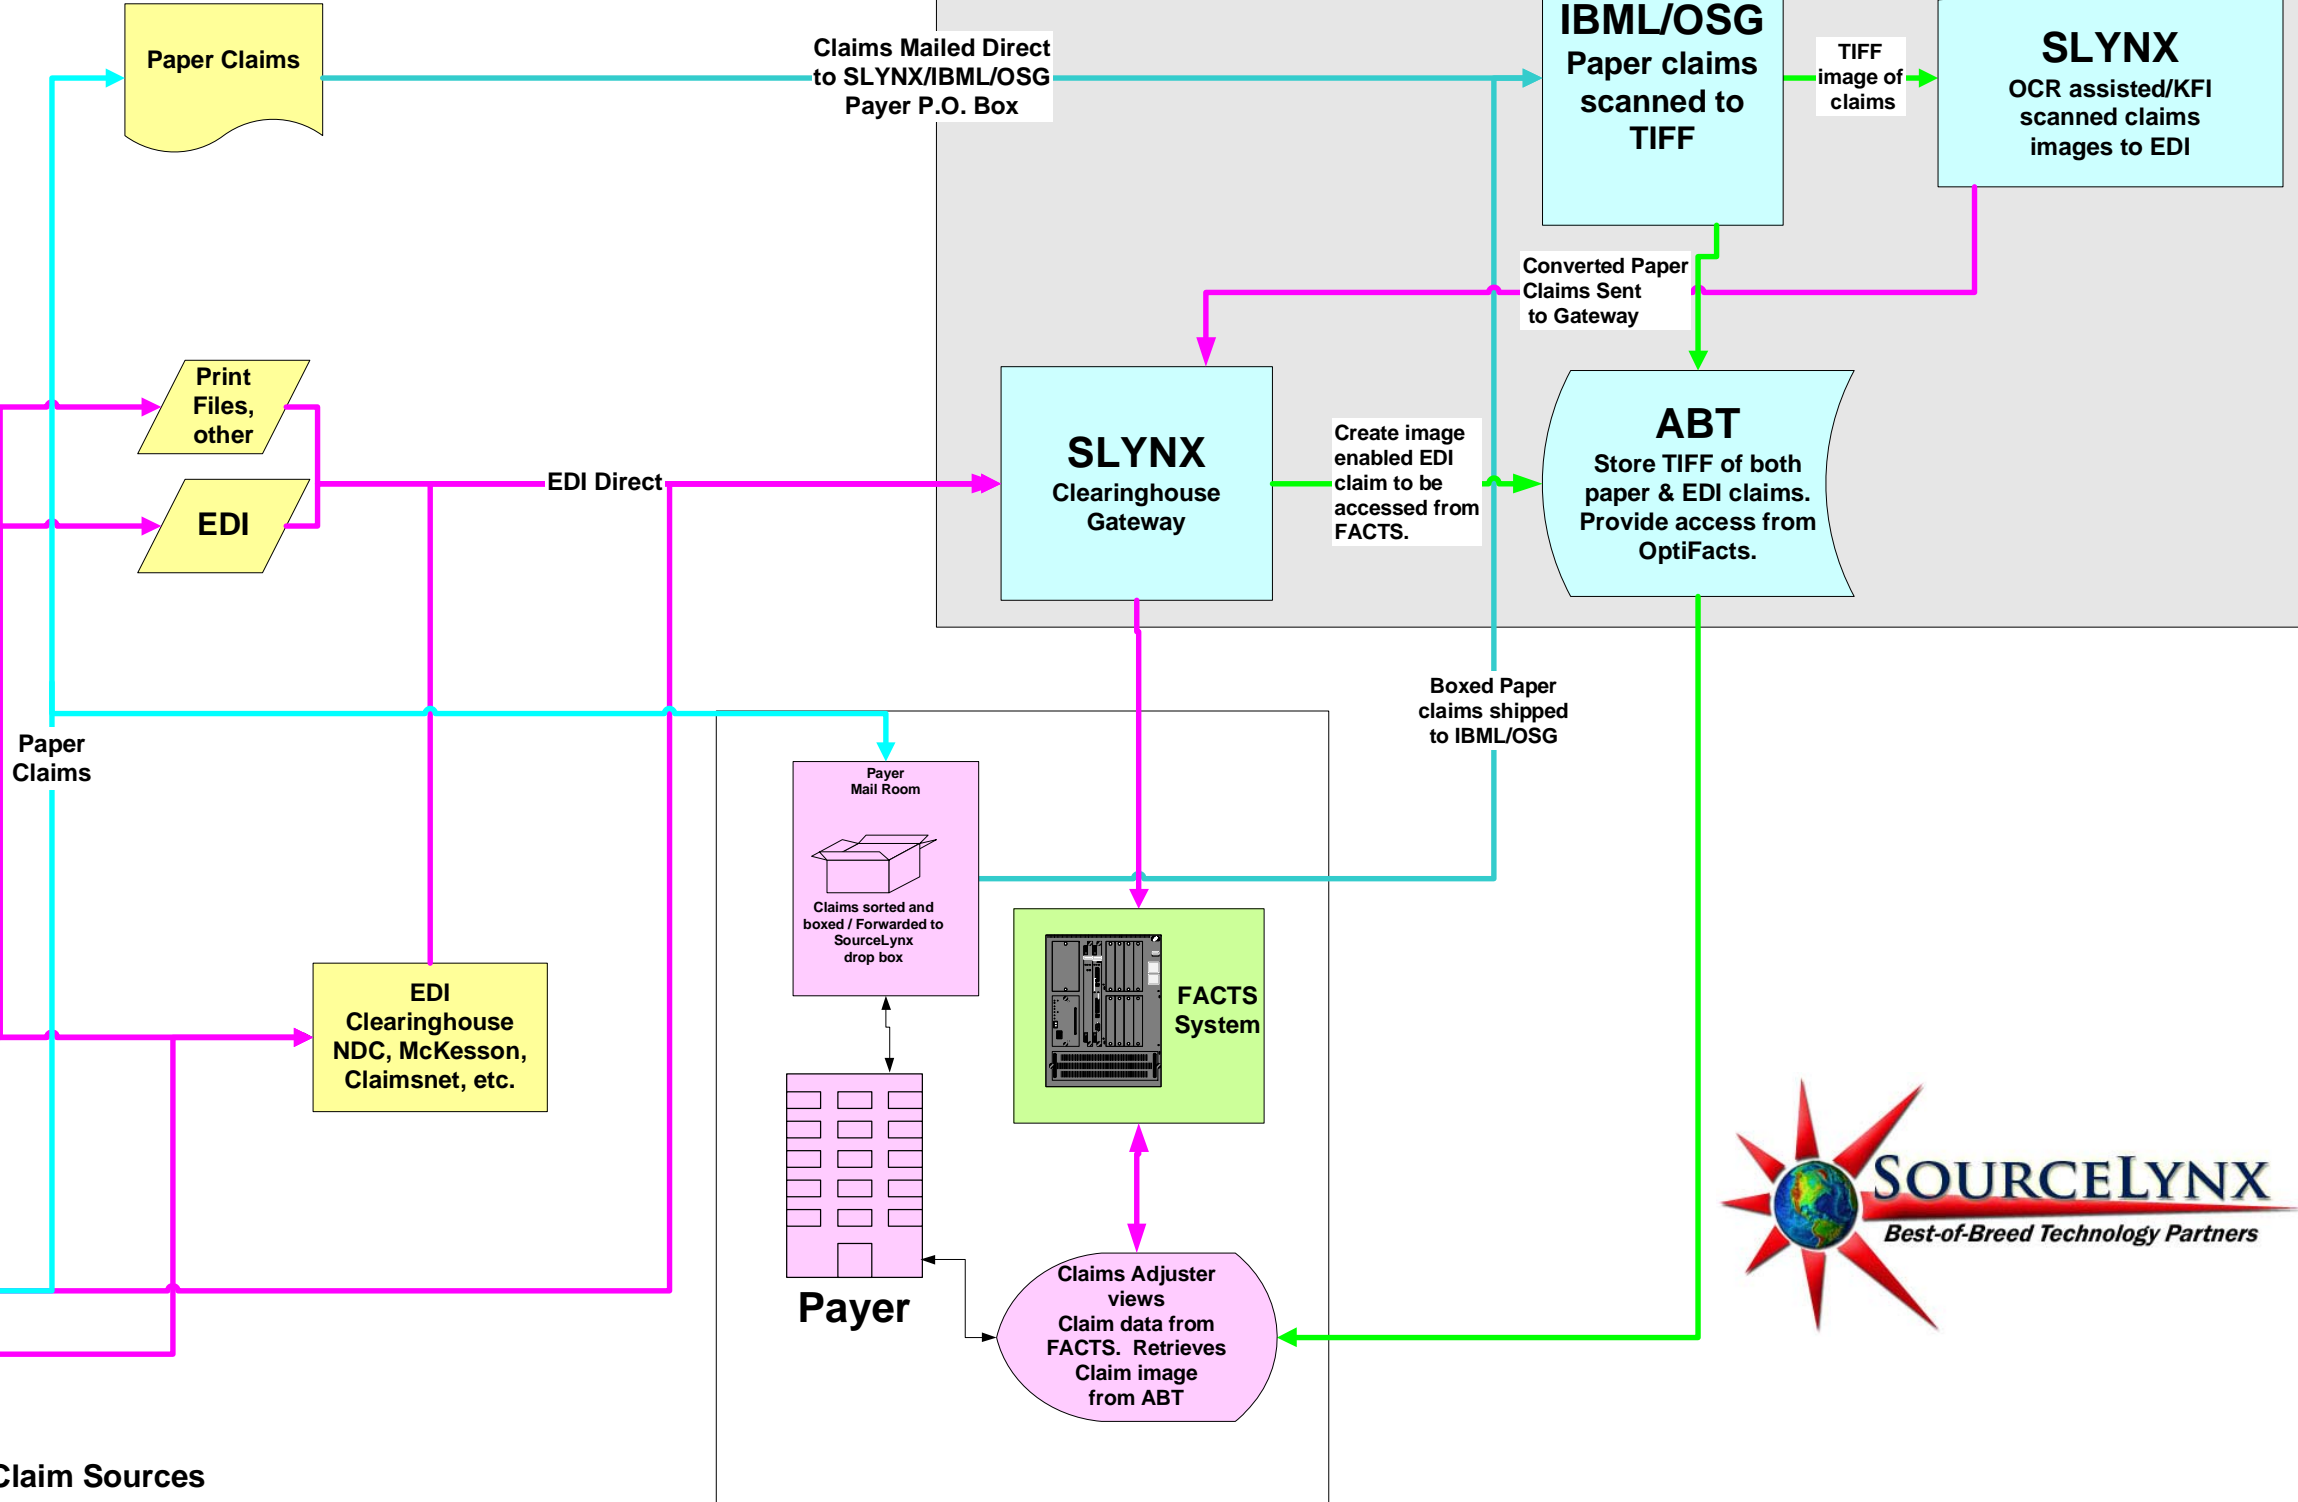 Paper Claims
Claims Mailed Direct
to SLYNX/IBML/OSG
Payer P.O. Box
IBML/OSG
Paper claims
scanned to
TIFF
TIFF
image of
claims
SLYNX
OCR assisted/KFI
scanned claims
images to EDI
Converted Paper
Claims Sent
to Gateway
Print
Files,
other
EDI
EDI Direct
SLYNX
Clearinghouse
Gateway
Create image
enabled EDI
claim to be
accessed from
FACTS.
ABT
Store TIFF of both
paper & EDI claims.
Provide access from
OptiFacts.
Paper
Claims
Boxed Paper
claims shipped
to IBML/OSG
Payer
Mail Room
Claims sorted and
boxed / Forwarded to
SourceLynx
drop box
EDI
Clearinghouse
NDC, McKesson,
Claimsnet, etc.
FACTS
System
Payer
Claims Adjuster
views
Claim data from
FACTS. Retrieves
Claim image
from ABT
SOURCELYNX
Best-of-Breed Technology Partners
Claim Sources